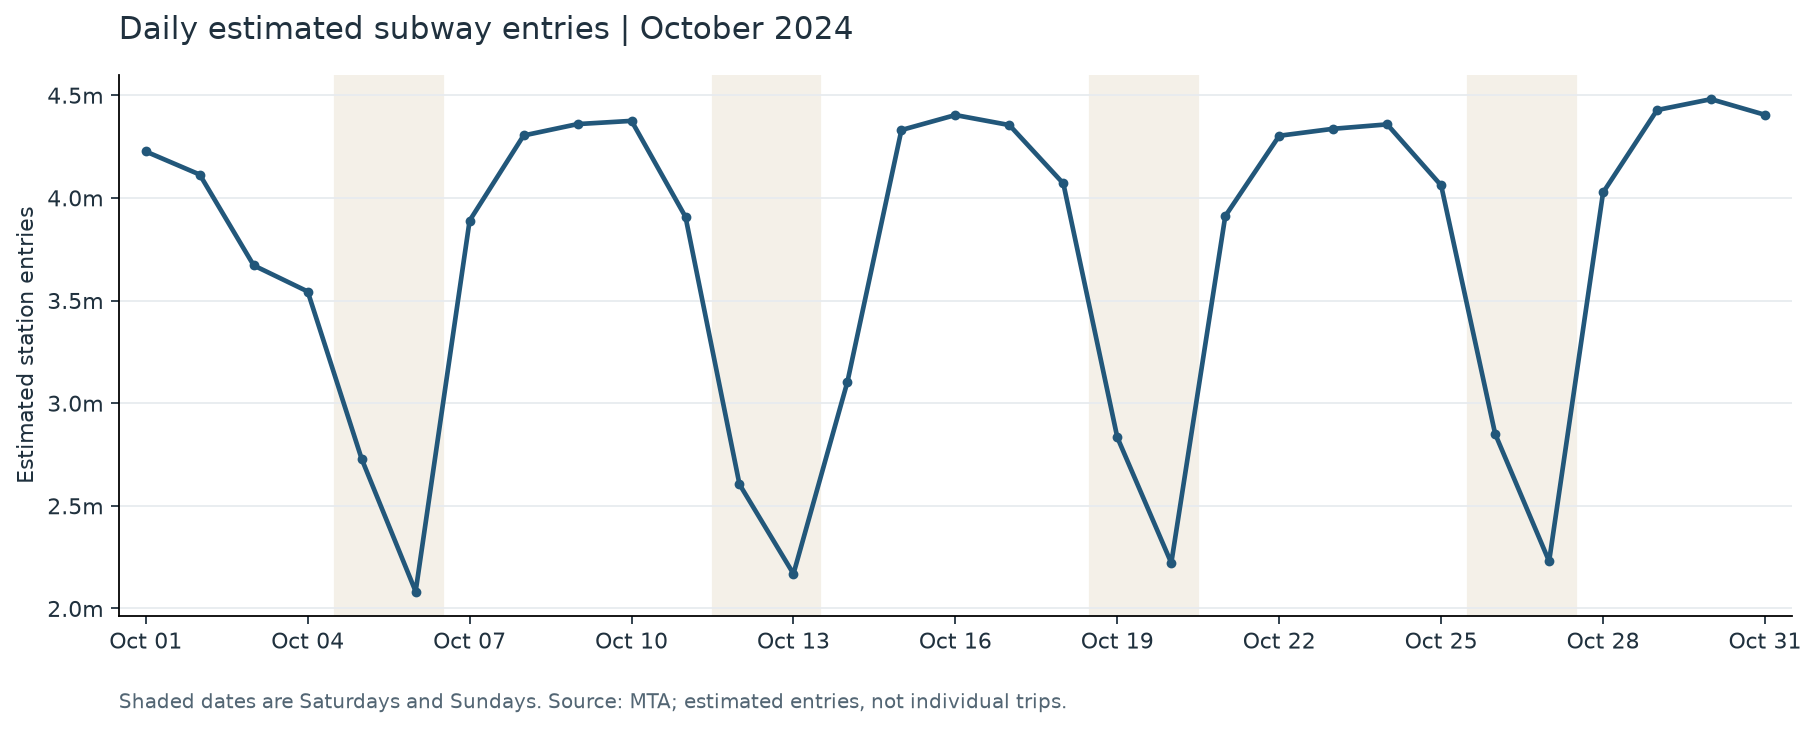 Daily estimated subway entries | October 2024
Estimated station entries
4.5m
4.0m
3.5m
3.0m
2.5m
2.0m
Oct 01 Oct 04 Oct 07 Oct 10 Oct 13 Oct 16 Oct 19 Oct 22 Oct 25 Oct 28 Oct 31
Shaded dates are Saturdays and Sundays. Source: MTA; estimated entries, not individual trips.